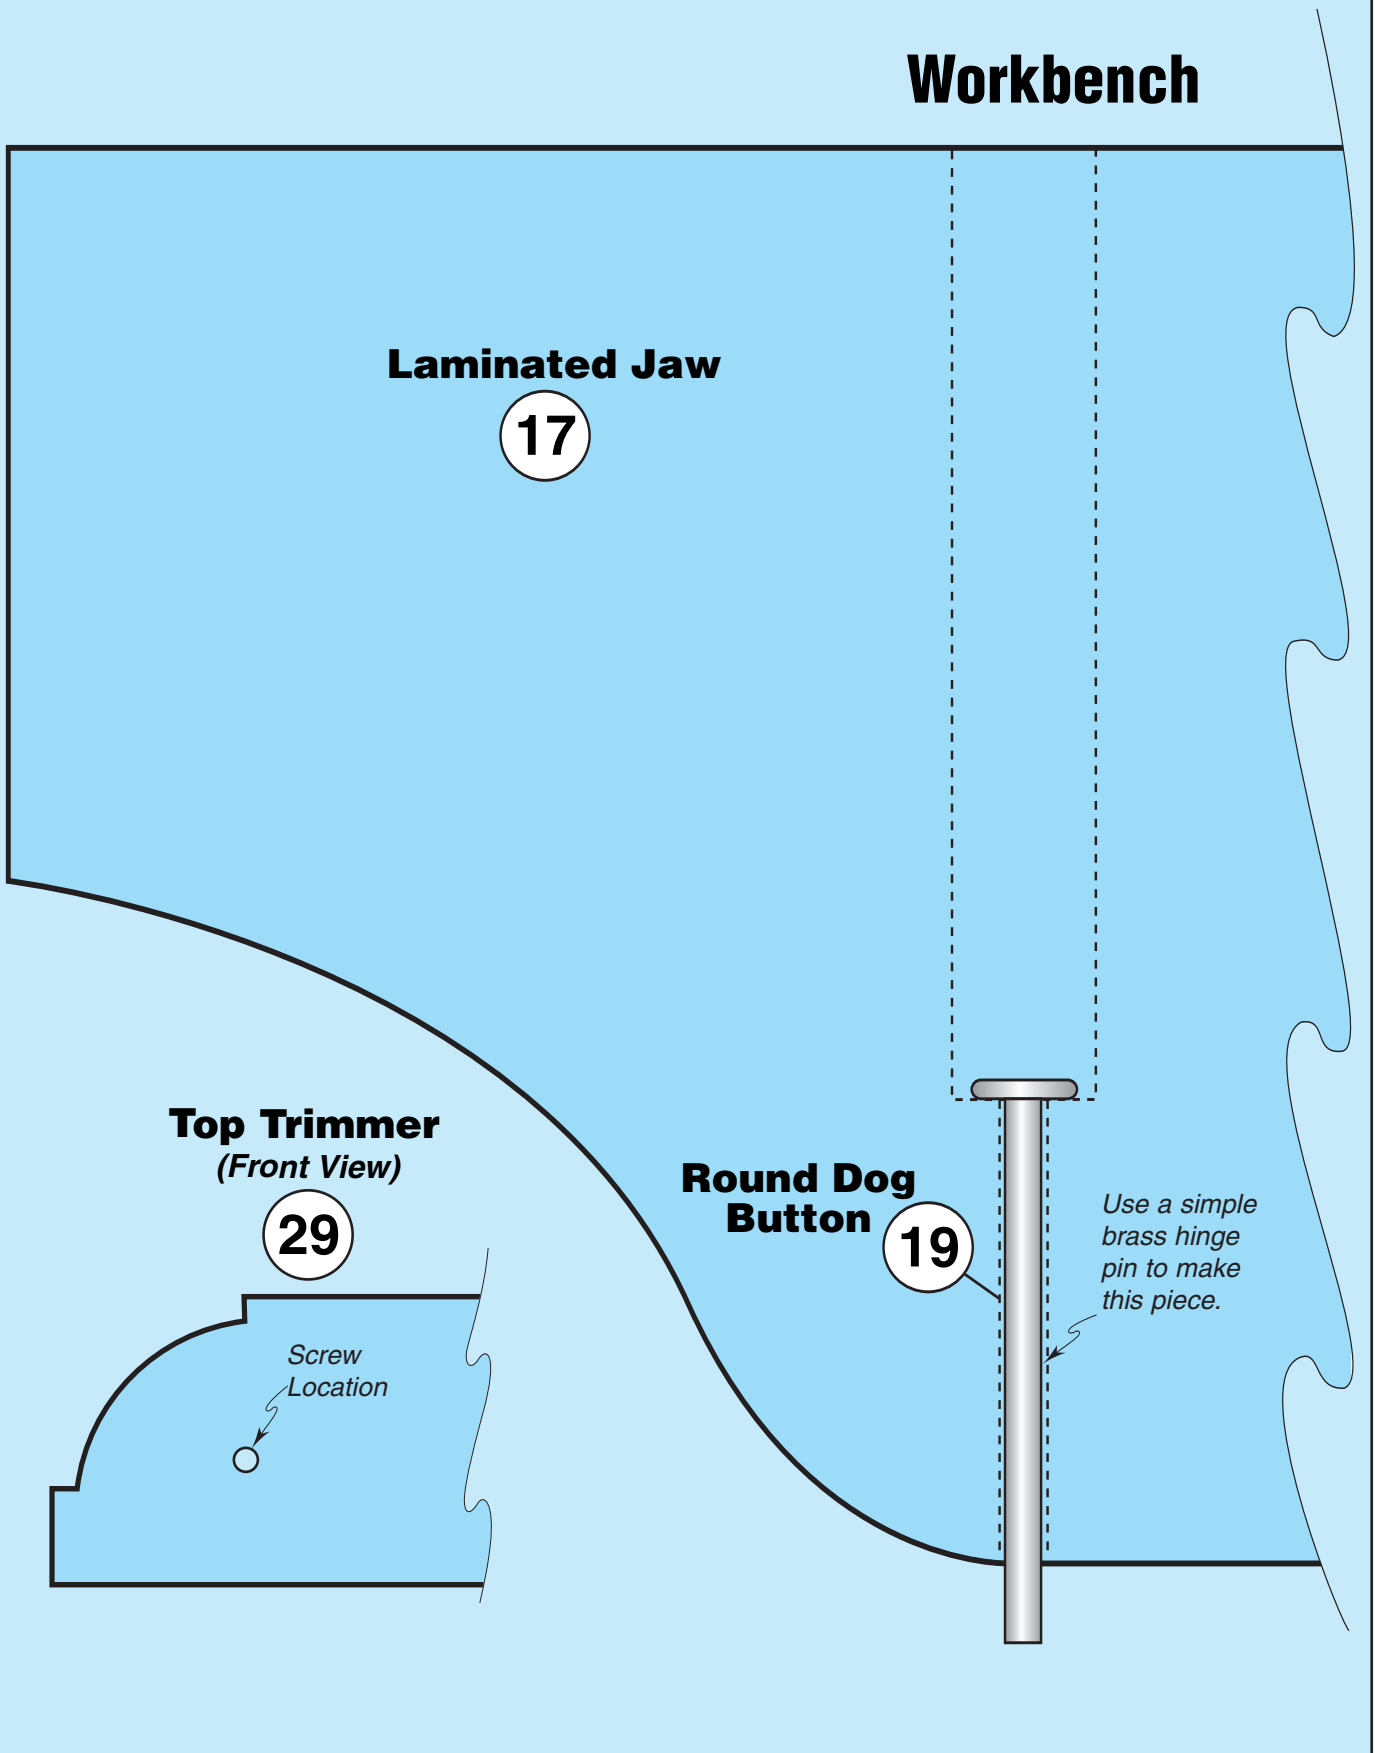 Workbench
Laminated Jaw
17
Top Trimmer
(Front View)
29
Screw
Location
Round Dog
Button
19
Use a simple
brass hinge
pin to make
this piece.